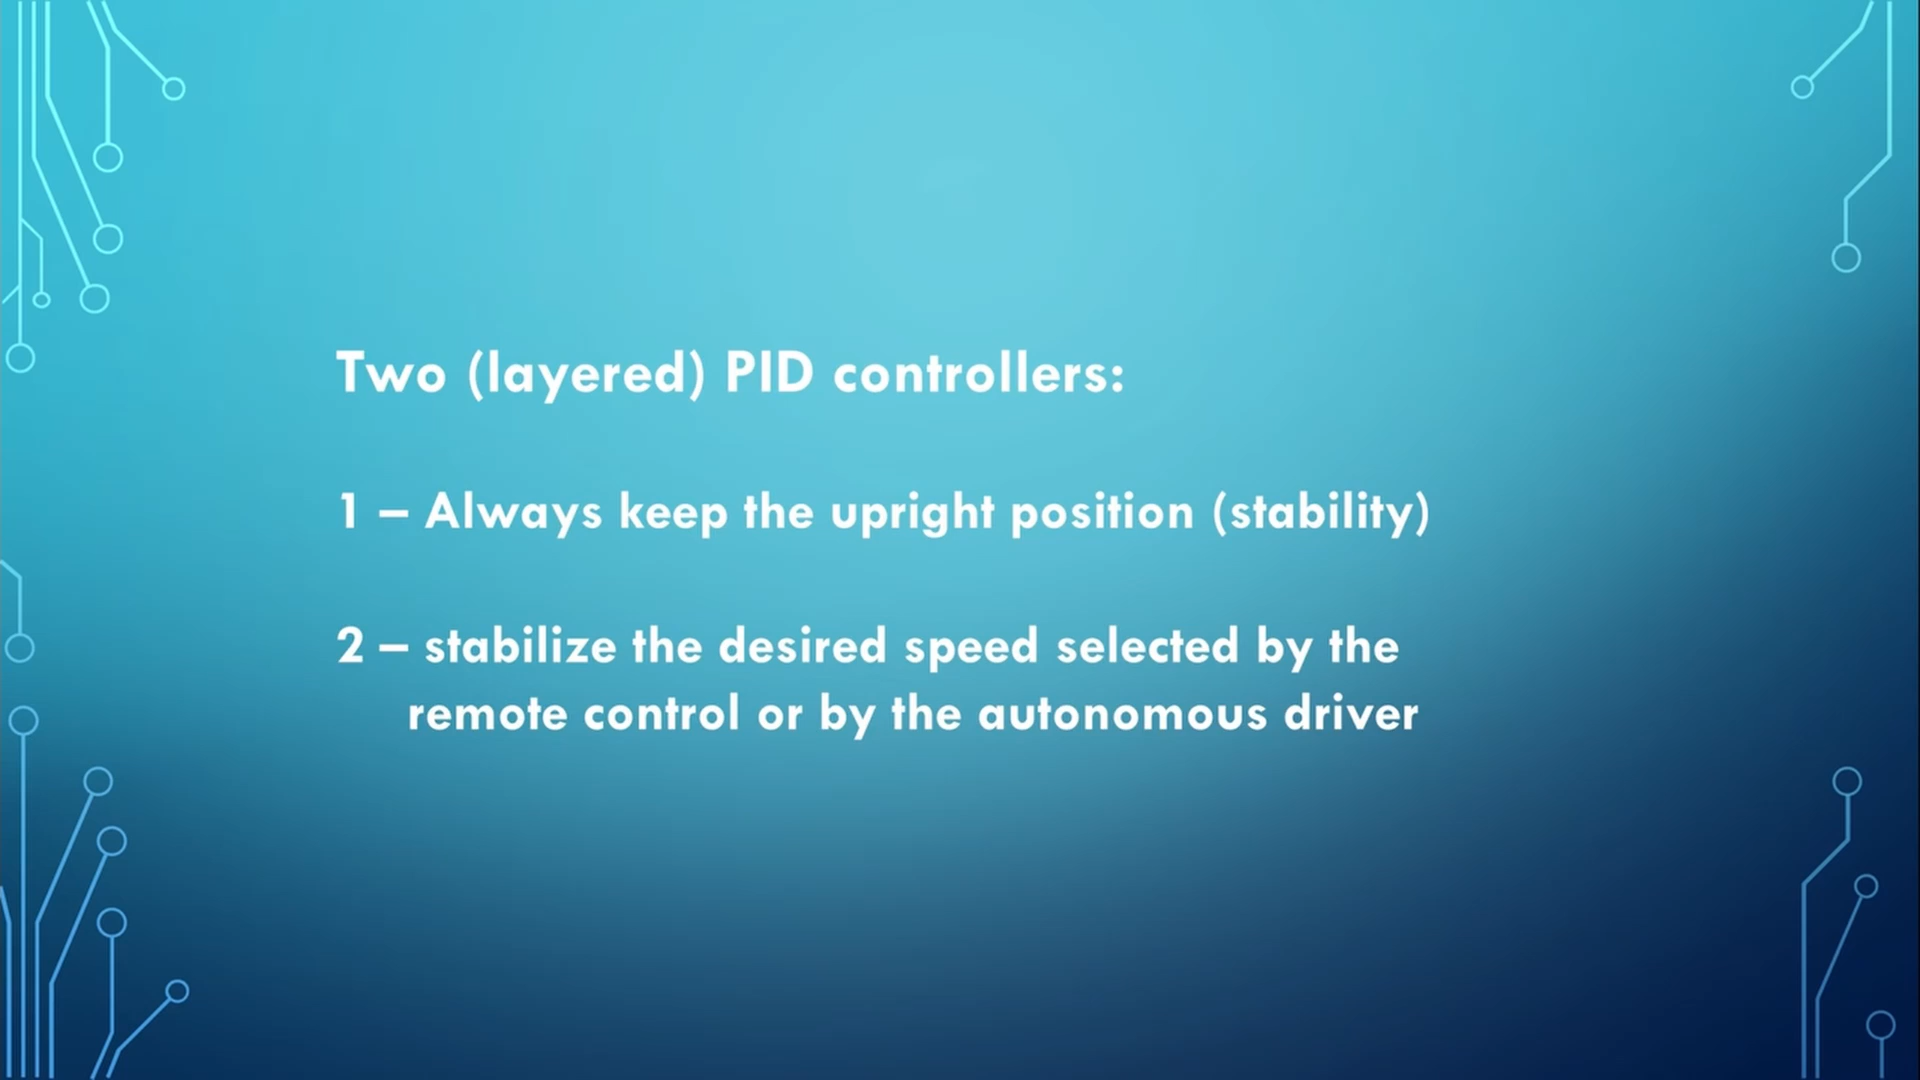 Two (layered) PID controllers:
1 – Always keep the upright position (stability)
2 – stabilize the desired speed selected by the
remote control or by the autonomous driver